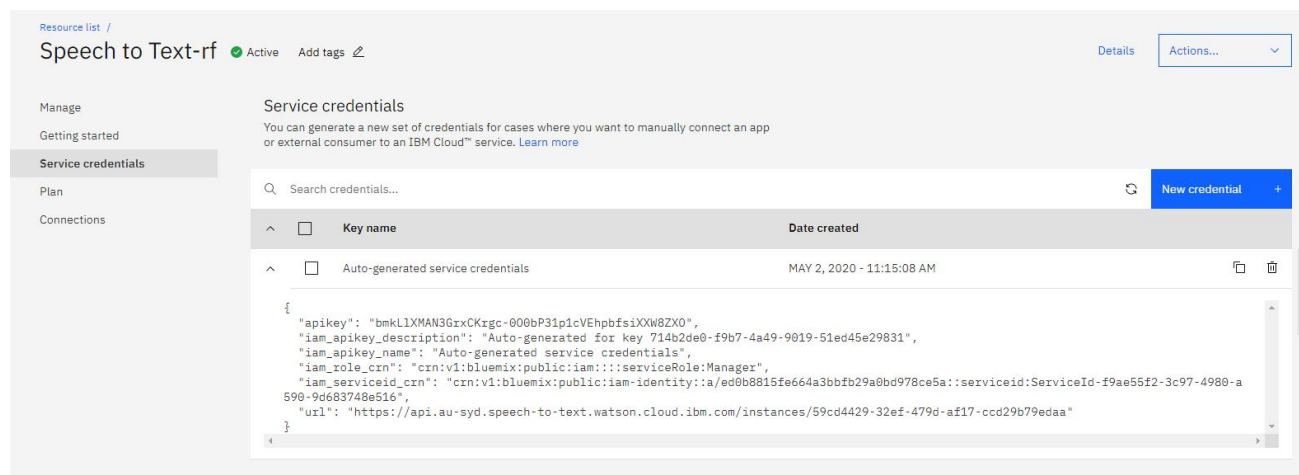 Resource list /
Speech to Text-rf Active Add tags Details Actions...
Manage
Getting started
Service credentials
Plan
Connections
Service credentials
You can generate a new set of credentials for cases where you want to manually connect an app
or external consumer to an IBM Cloud™ service. Learn more
Search credentials... New credential +
Key name Date created
Auto-generated service credentials MAY 2, 2020 - 11:15:08 AM
{
"apikey":
"iam_apikey_description": "Auto-generated for key 714b2de0-f9b7-4a49-9019-51ed45e29831",
"iam_apikey_name": "Auto-generated service credentials",
"iam_role_crn": "crn:v1:bluemix:public:iam::::serviceRole:Manager",
"iam_serviceid_crn": "crn:v1:bluemix:public:iam-identity::a/ed0b8815fe664a3bbfb29a0bd978ce5a::serviceid:ServiceId-f9ae55f2-3c97-4980-a
590-9d683748e516",
"url": "https://api.au-syd.speech-to-text.watson.cloud.ibm.com/instances/59cd4429-32ef-479d-af17-ccd29b79edaa"
}